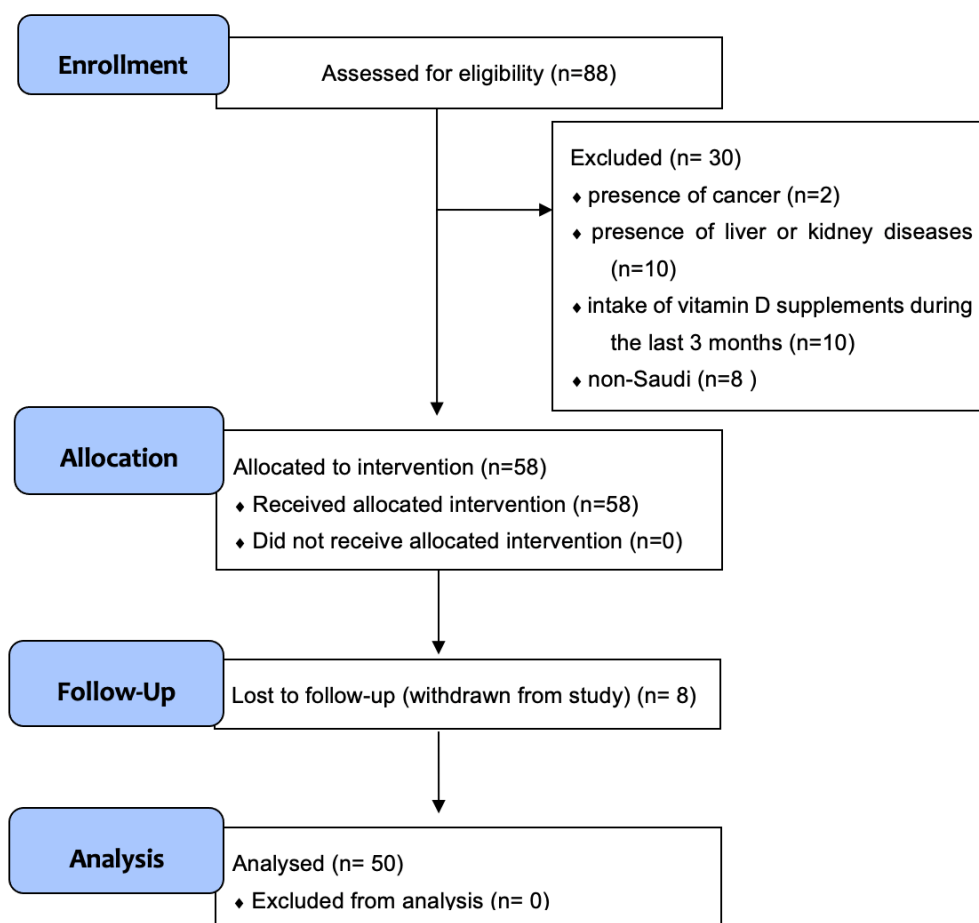 Enrollment
Assessed for eligibility (n=88)
Excluded (n= 30)
♦ presence of cancer (n=2)
♦ presence of liver or kidney diseases
(n=10)
♦ intake of vitamin D supplements during
the last 3 months (n=10)
♦ non-Saudi (n=8 )
Allocation
Allocated to intervention (n=58)
♦ Received allocated intervention (n=58)
♦ Did not receive allocated intervention (n=0)
Follow-Up
Lost to follow-up (withdrawn from study) (n= 8)
Analysis
Analysed (n= 50)
♦ Excluded from analysis (n= 0)